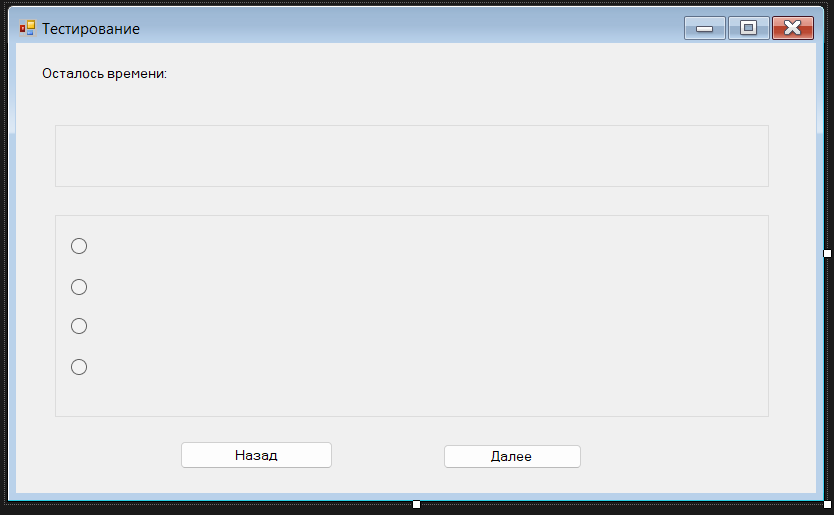 Тестирование
Осталось времени:
Назад
Далее